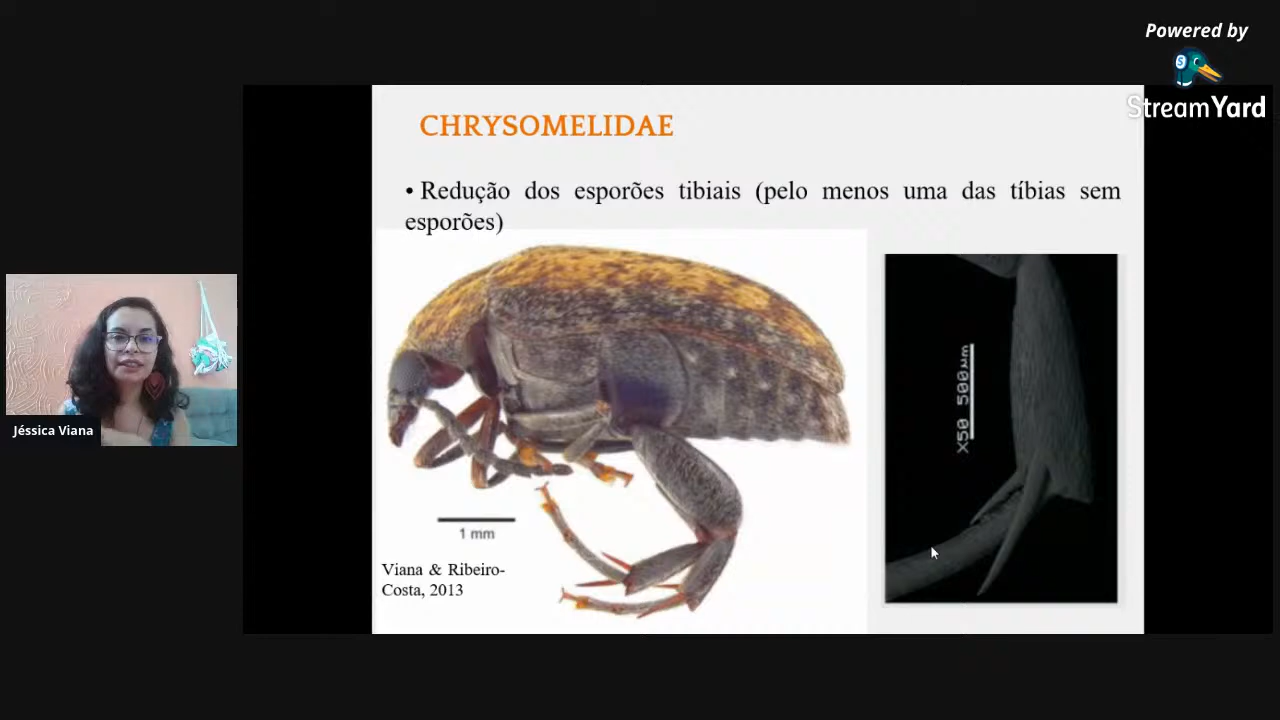 Powered by
StreamYard
CHRYSOMELIDAE
• Redução dos esporões tibiais (pelo menos uma das tíbias sem
esporões)
X50 500µm
1 mm
Viana & Ribeiro-
Costa, 2013
Jéssica Viana